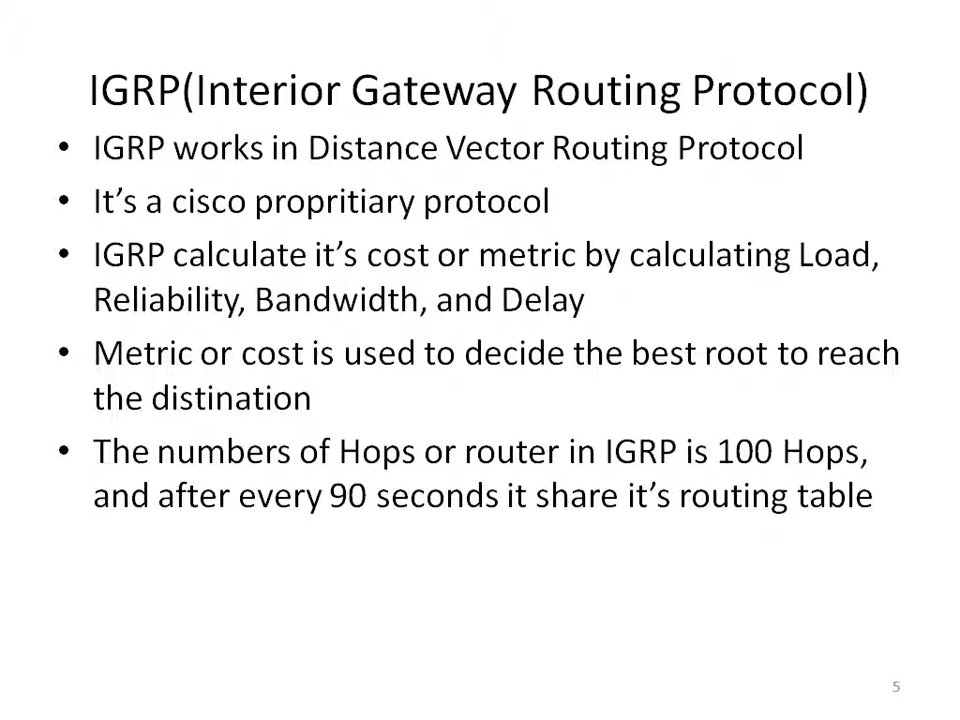 IGRP(Interior Gateway Routing Protocol)
• IGRP works in Distance Vector Routing Protocol
• It’s a cisco propritiary protocol
• IGRP calculate it’s cost or metric by calculating Load,
Reliability, Bandwidth, and Delay
• Metric or cost is used to decide the best root to reach
the distination
• The numbers of Hops or router in IGRP is 100 Hops,
and after every 90 seconds it share it’s routing table
5